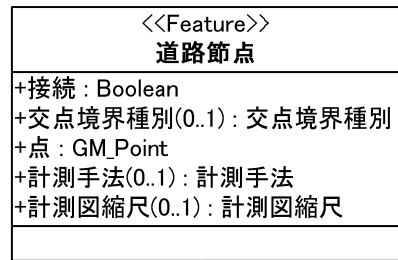 <<Feature>>
道路節点
+接続 : Boolean
+交点境界種別(0..1) : 交点境界種別
+点 : GM_Point
+計測手法(0..1) : 計測手法
+計測図縮尺(0..1) : 計測図縮尺